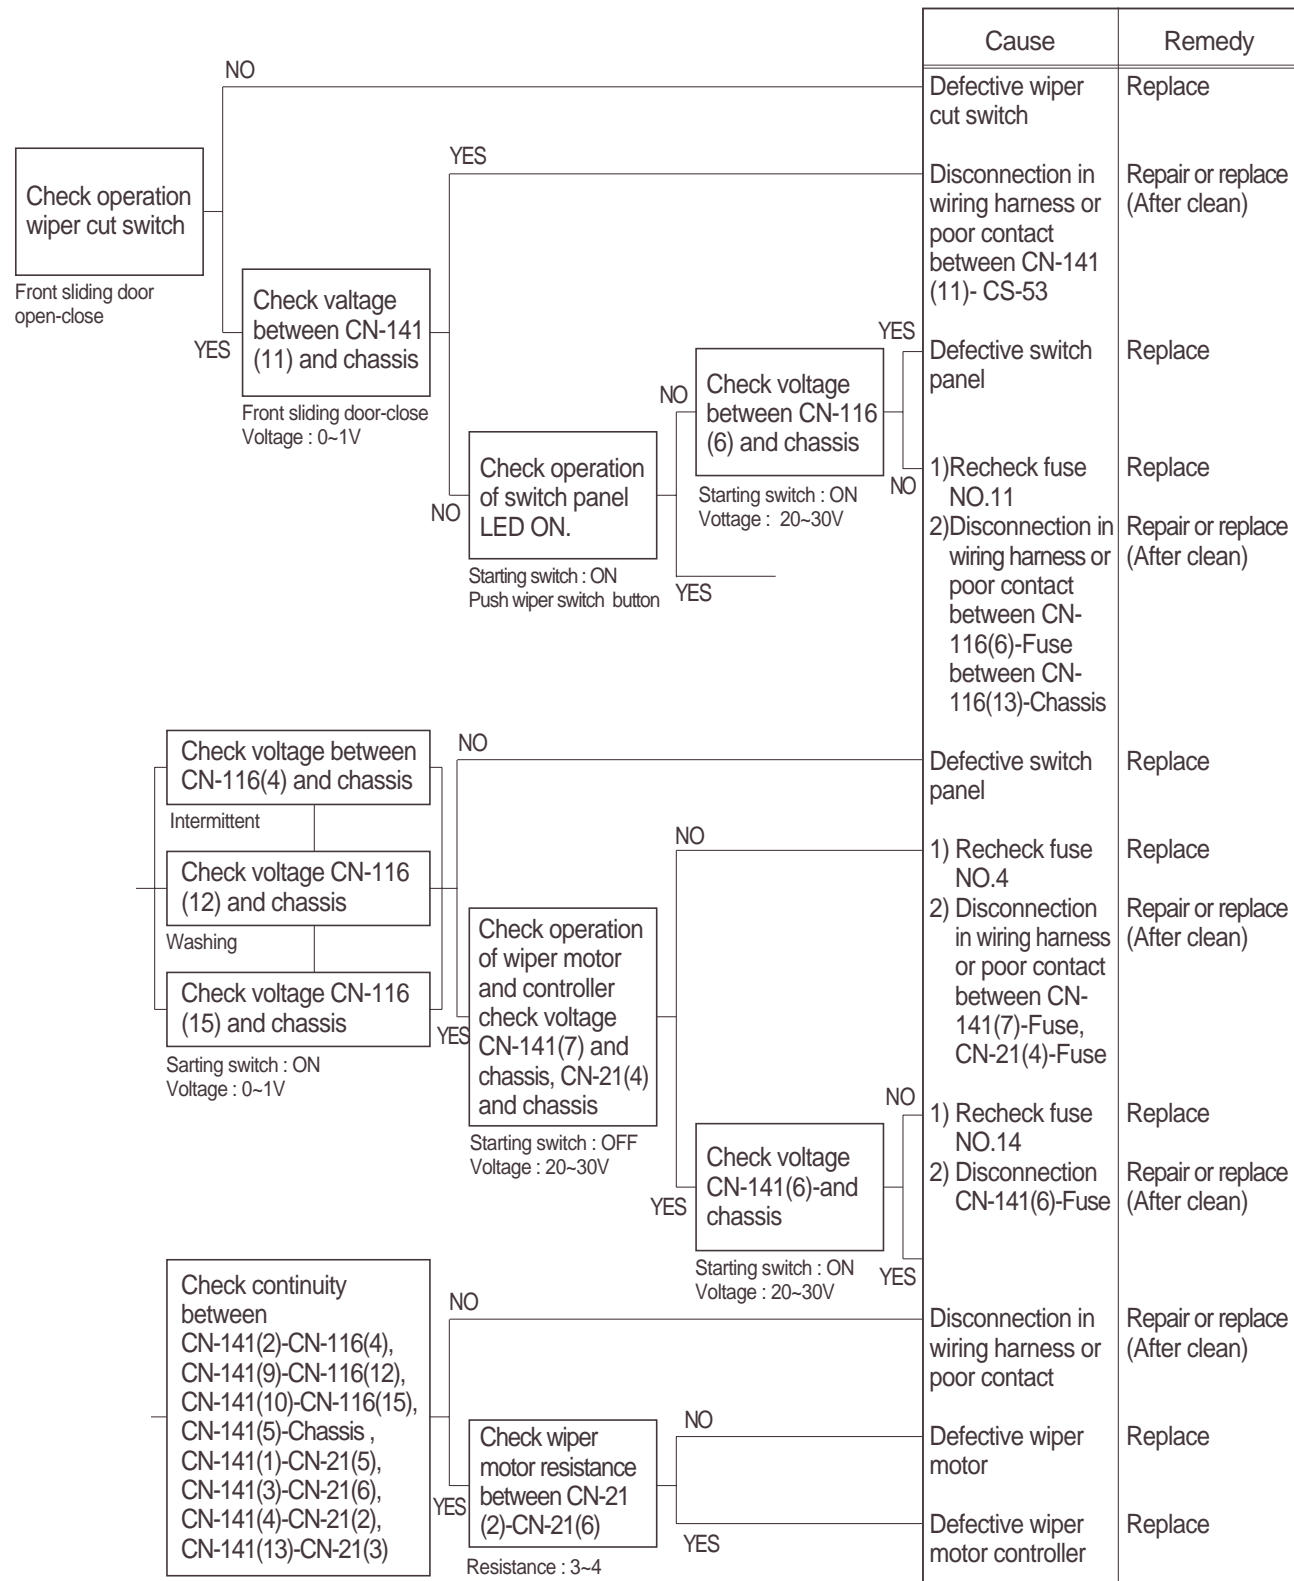 Cause
Remedy
NO
Defective wiper
cut switch
Replace
YES
Disconnection in
wiring harness or
poor contact
between CN-141
(11)- CS-53
Repair or replace
(After clean)
Check operation
wiper cut switch
Front sliding door
open-close
YES
Check valtage
between CN-141
(11) and chassis
Front sliding door-close
Voltage : 0~1V
NO
Check operation
of switch panel
LED ON.
Starting switch : ON
Push wiper switch button
NO
YES
Check voltage
between CN-116
(6) and chassis
Starting switch : ON
Vottage : 20~30V
YES
Defective switch
panel
Replace
NO
1)Recheck fuse
NO.11
Replace
2)Disconnection in
wiring harness or
poor contact
between CN-
116(6)-Fuse
between CN-
116(13)-Chassis
Repair or replace
(After clean)
Check voltage between
CN-116(4) and chassis
Intermittent
Check voltage CN-116
(12) and chassis
Washing
Check voltage CN-116
(15) and chassis
Sarting switch : ON
Voltage : 0~1V
NO
Defective switch
panel
Replace
YES
Check operation
of wiper motor
and controller
check voltage
CN-141(7) and
chassis, CN-21(4)
and chassis
Starting switch : OFF
Voltage : 20~30V
NO
1) Recheck fuse
NO.4
Replace
2) Disconnection
in wiring harness
or poor contact
between CN-
141(7)-Fuse,
CN-21(4)-Fuse
Repair or replace
(After clean)
YES
Check voltage
CN-141(6)-and
chassis
Starting switch : ON
Voltage : 20~30V
NO
1) Recheck fuse
NO.14
Replace
2) Disconnection
CN-141(6)-Fuse
Repair or replace
(After clean)
YES
Check continuity
between
CN-141(2)-CN-116(4),
CN-141(9)-CN-116(12),
CN-141(10)-CN-116(15),
CN-141(5)-Chassis ,
CN-141(1)-CN-21(5),
CN-141(3)-CN-21(6),
CN-141(4)-CN-21(2),
CN-141(13)-CN-21(3)
NO
Disconnection in
wiring harness or
poor contact
Repair or replace
(After clean)
YES
Check wiper
motor resistance
between CN-21
(2)-CN-21(6)
Resistance : 3~4
NO
Defective wiper
motor
Replace
YES
Defective wiper
motor controller
Replace